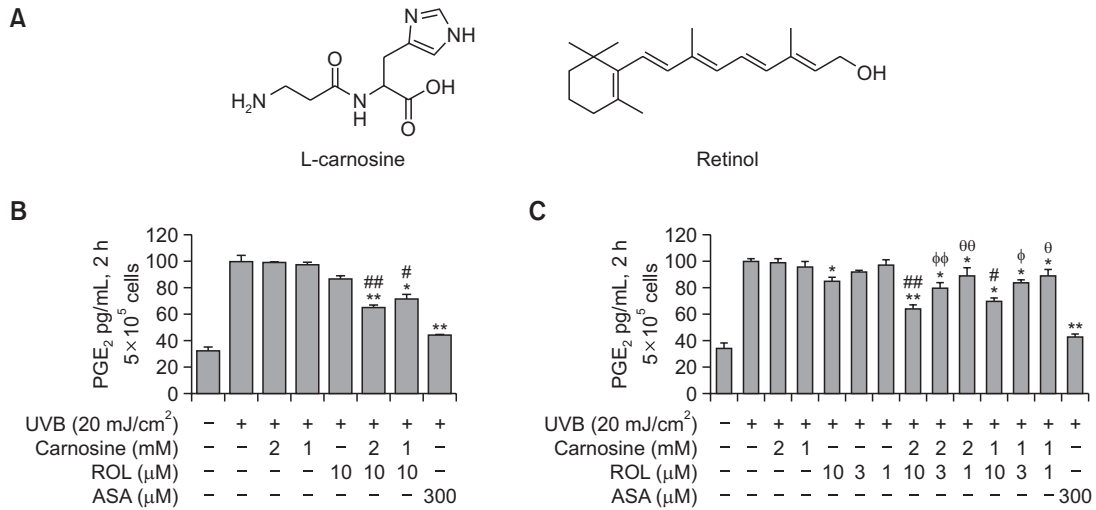 A
N
NH
O
H₂N
N
H
OH
O
L-carnosine
OH
Retinol
B
PGE₂ pg/mL, 2 h
5×10⁵ cells
120
100
80
60
40
20
0
##
**
#
*
**
UVB (20 mJ/cm²) – + + + + + + +
Carnosine (mM) – – 2 1 – 2 1 –
ROL (μM) – – – – 10 10 10 –
ASA (μM) – – – – – – – 300
C
PGE₂ pg/mL, 2 h
5×10⁵ cells
120
100
80
60
40
20
0
*
##
**
ϕϕ
*
θθ
*
#
*
ϕ
*
θ
*
**
UVB (20 mJ/cm²) – + + + + + + + + + + + + +
Carnosine (mM) – – 2 1 – – – 2 2 2 1 1 1 –
ROL (μM) – – – – 10 3 1 10 3 1 10 3 1 –
ASA (μM) – – – – – – – – – – – – – 300